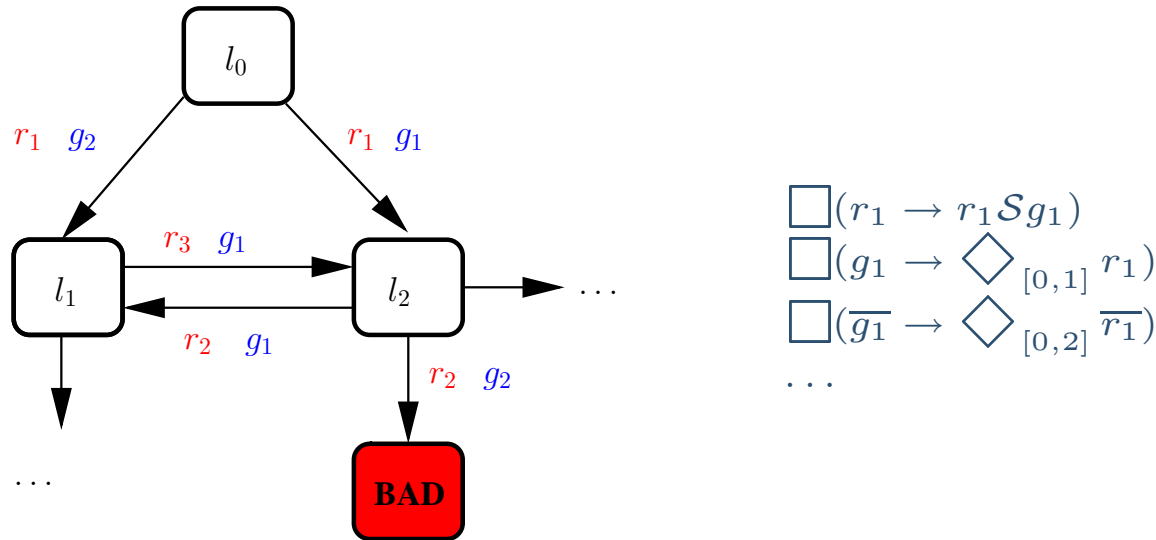 l₀
r₁ g₂
r₁ g₁
l₁
r₃ g₁
l₂
...
r₂ g₁
r₂ g₂
...
BAD
□(r₁ → r₁𝒮g₁)
□(g₁ → ◇[0,1] r₁)
□(g̅₁̅ → ◇[0,2] r̅₁̅)
...